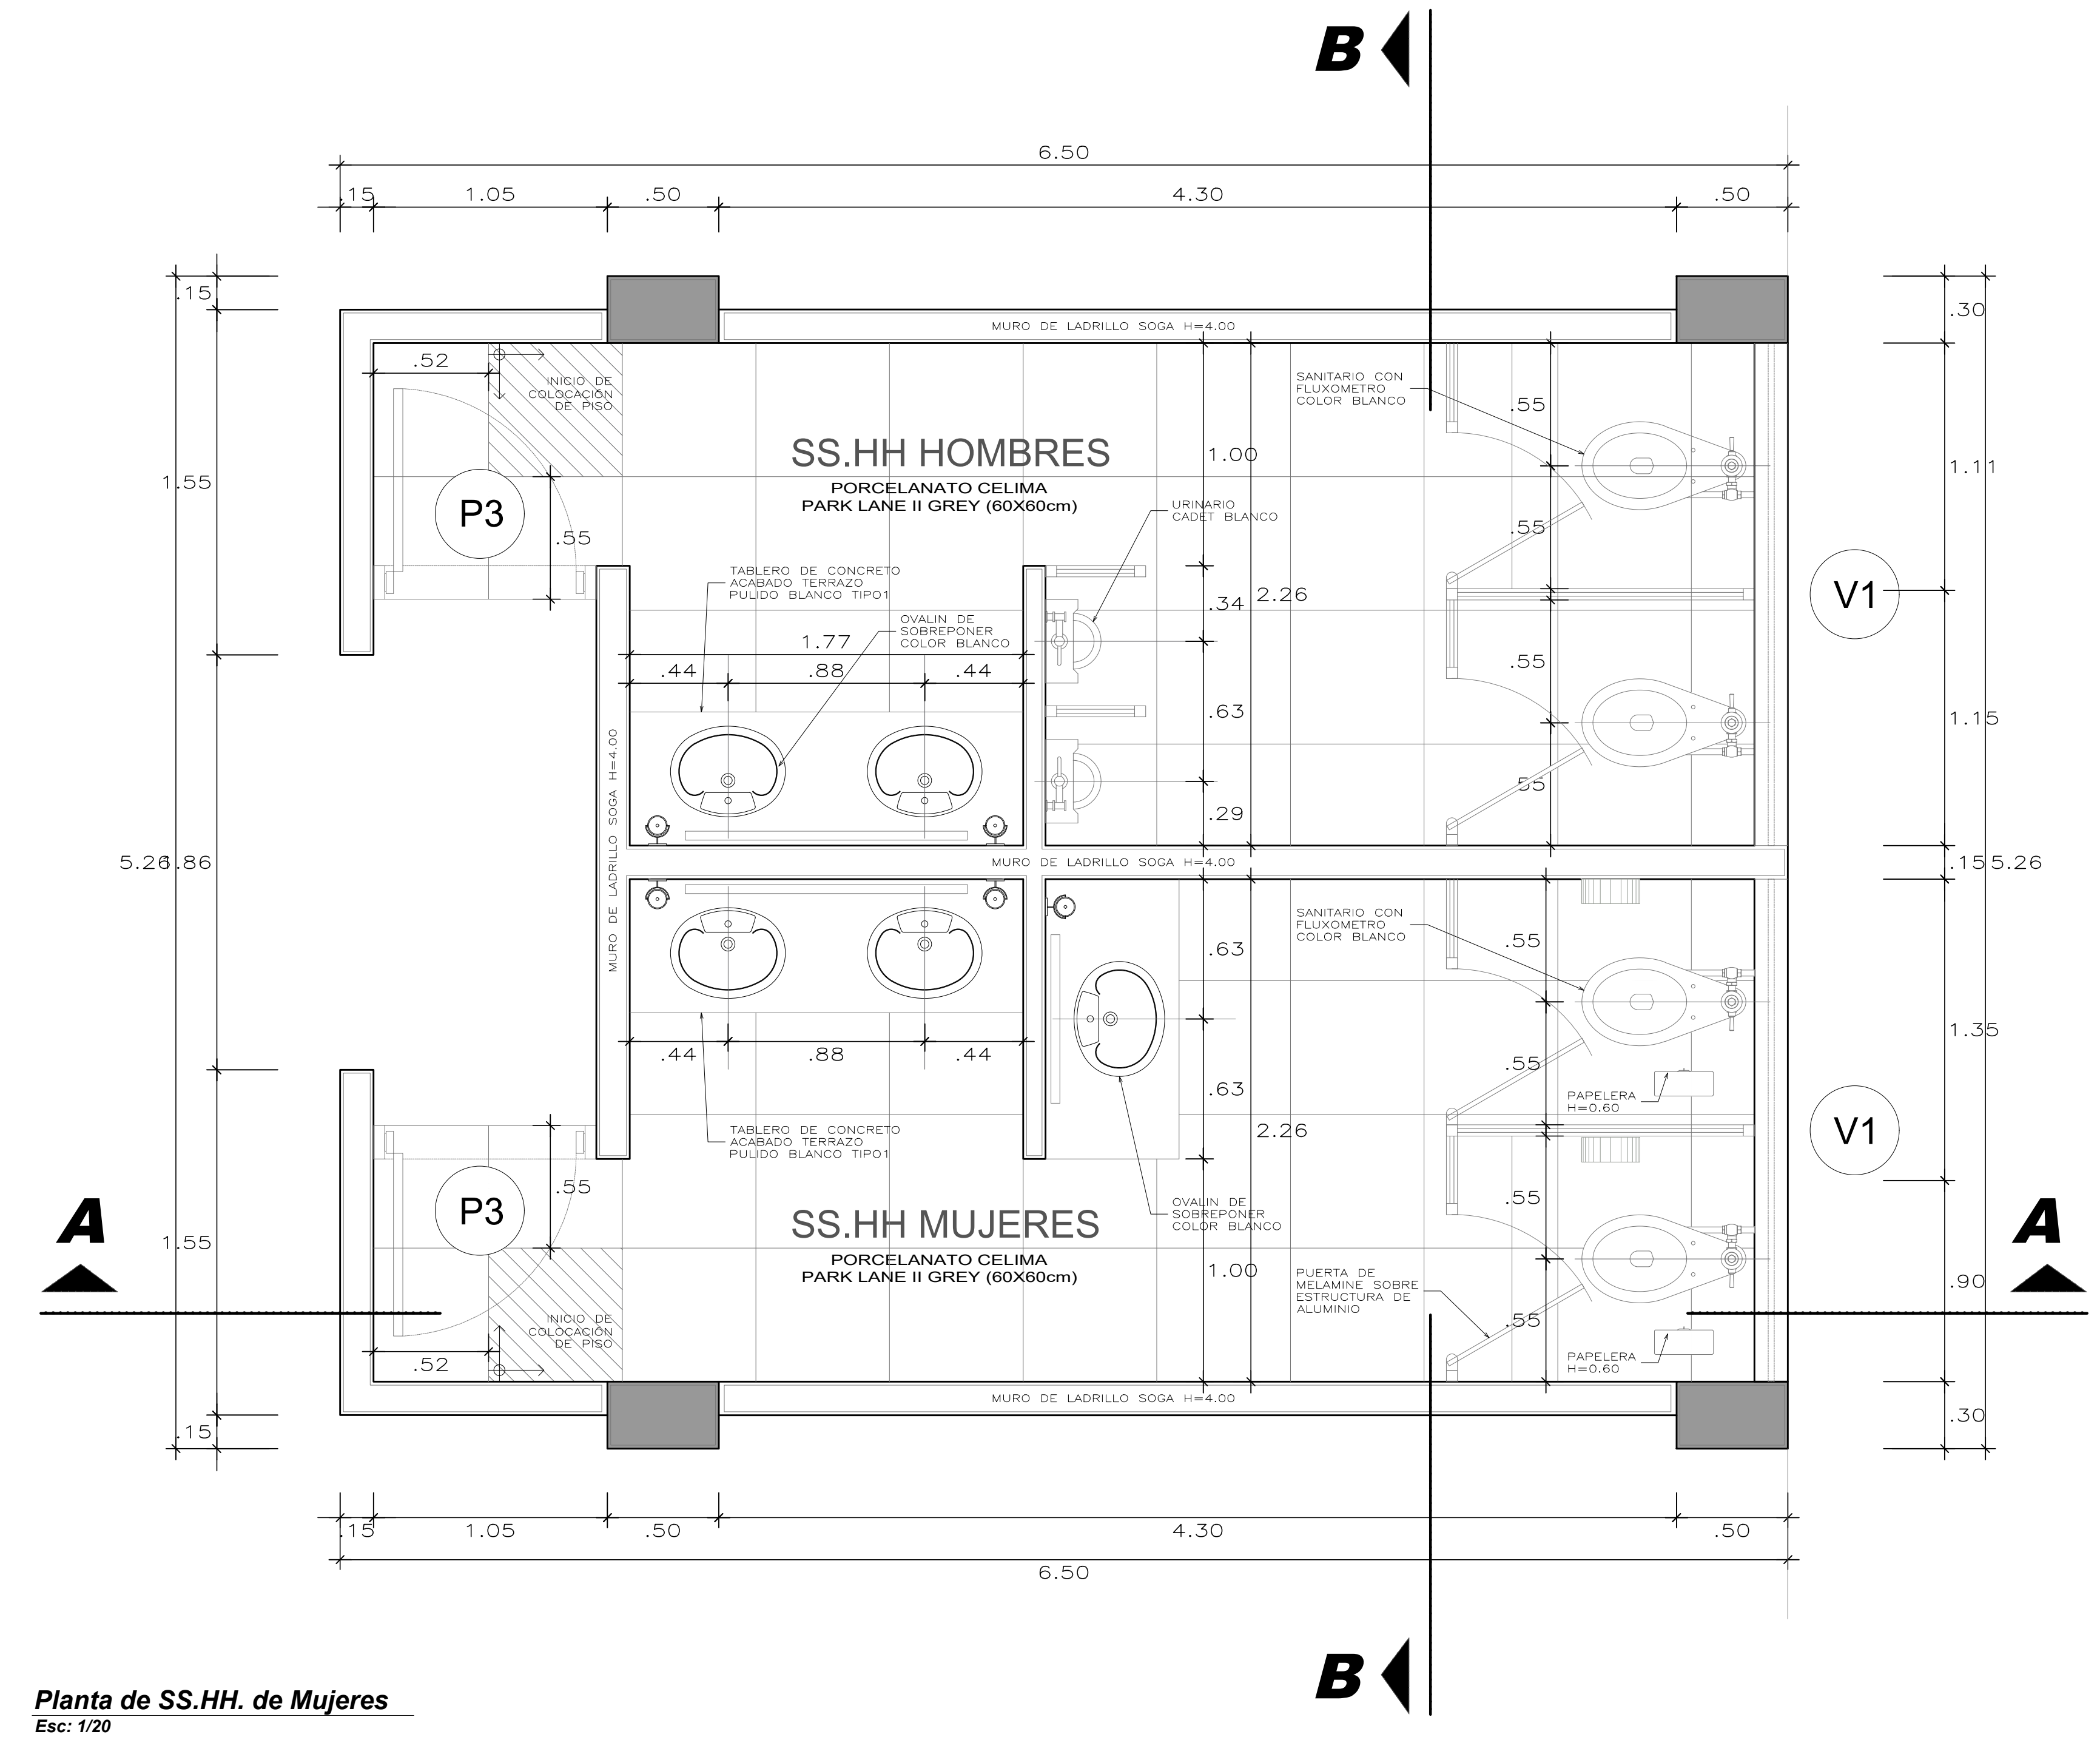 B
6.50
.15
1.05
.50
4.30
.50
.15
.30
MURO DE LADRILLO SOGA H=4.00
.52
INICIO DE
COLOCACIÓN
DE PISO
SANITARIO CON
FLUXOMETRO
COLOR BLANCO
.55
SS.HH HOMBRES
1.00
1.11
1.55
PORCELANATO CELIMA
PARK LANE II GREY (60X60cm)
P3
URINARIO
CADET BLANCO
.55
.55
TABLERO DE CONCRETO
ACABADO TERRAZO
PULIDO BLANCO TIPO1
V1
.34
2.26
OVALIN DE
SOBREPONER
COLOR BLANCO
1.77
.55
.44
.88
.44
.63
1.15
MURO DE LADRILLO SOGA H=4.00
.55
.29
5.26
1.86
MURO DE LADRILLO SOGA H=4.00
.15
5.26
SANITARIO CON
FLUXOMETRO
COLOR BLANCO
.63
.55
1.35
.44
.88
.44
.55
.63
PAPELERA
H=0.60
TABLERO DE CONCRETO
ACABADO TERRAZO
PULIDO BLANCO TIPO1
2.26
V1
.55
.55
P3
OVALIN DE
SOBREPONER
COLOR BLANCO
A
A
SS.HH MUJERES
1.55
PORCELANATO CELIMA
PARK LANE II GREY (60X60cm)
1.00
PUERTA DE
MELAMINE SOBRE
ESTRUCTURA DE
ALUMINIO
.90
INICIO DE
COLOCACIÓN
DE PISO
.55
.52
PAPELERA
H=0.60
MURO DE LADRILLO SOGA H=4.00
.15
.30
.15
1.05
.50
4.30
.50
6.50
B
Planta de SS.HH. de Mujeres
Esc: 1/20